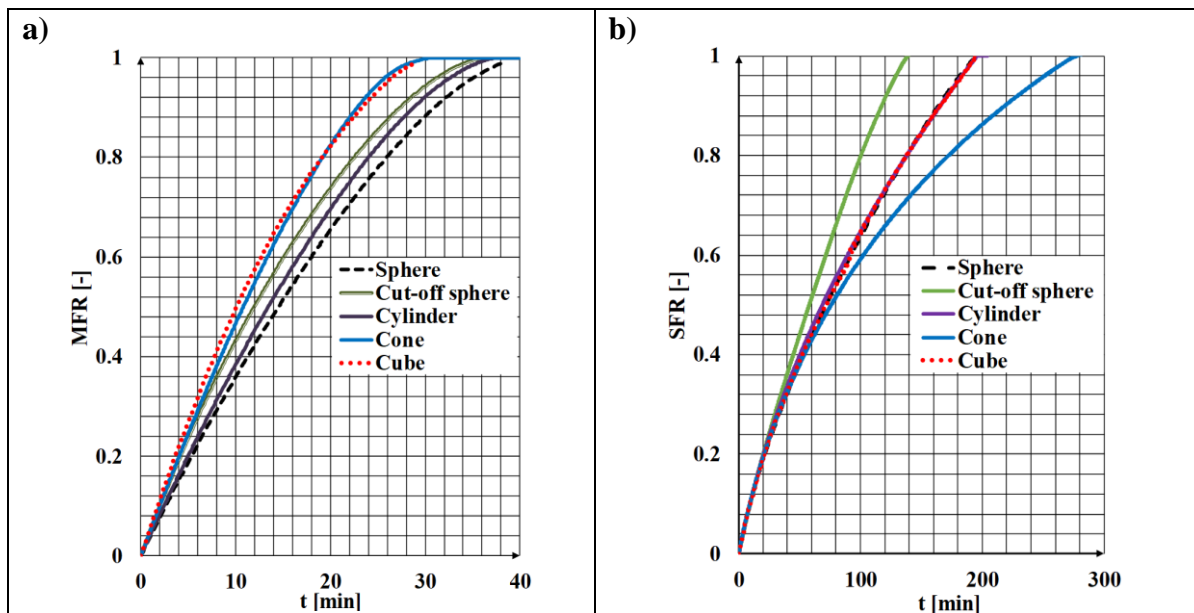 a)
MFR [-]
1
0.8
0.6
0.4
0.2
0
Sphere
Cut-off sphere
Cylinder
Cone
Cube
0 10 20 30 40
t [min]
b)
SFR [-]
1
0.8
0.6
0.4
0.2
0
Sphere
Cut-off sphere
Cylinder
Cone
Cube
0 100 200 300
t [min]